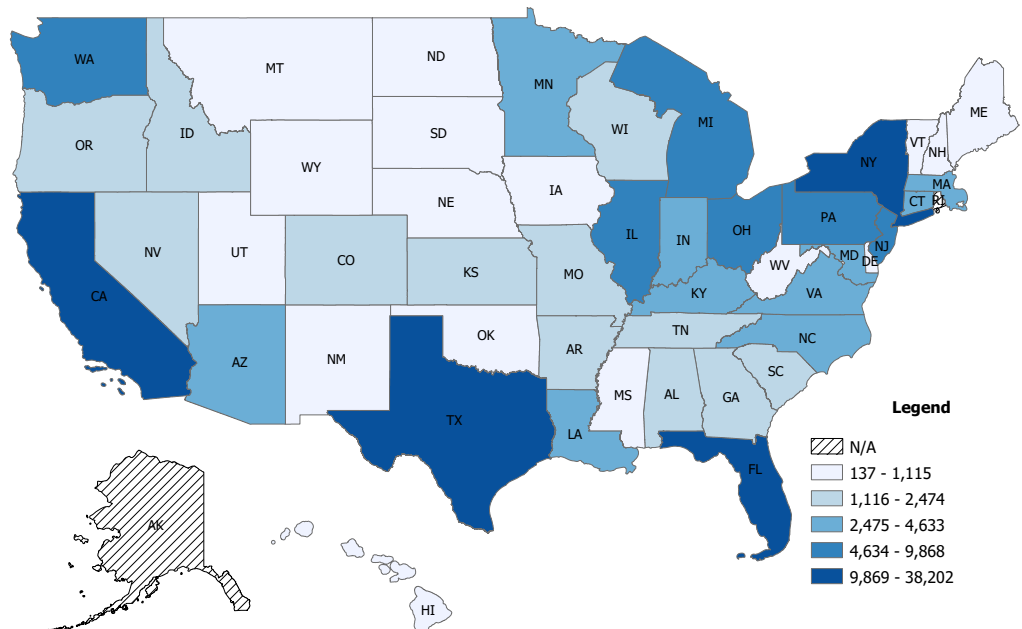 WA
MT
ND
MN
ME
VT
NH
OR
ID
SD
WI
MI
NY
MA
CT
RI
WY
IA
NE
PA
NJ
OH
IL
IN
NV
UT
CO
KS
MO
WV
MD
DE
VA
KY
CA
NC
TN
AZ
NM
OK
AR
SC
MS
AL
GA
TX
LA
FL
AK
HI
Legend
N/A
137 - 1,115
1,116 - 2,474
2,475 - 4,633
4,634 - 9,868
9,869 - 38,202